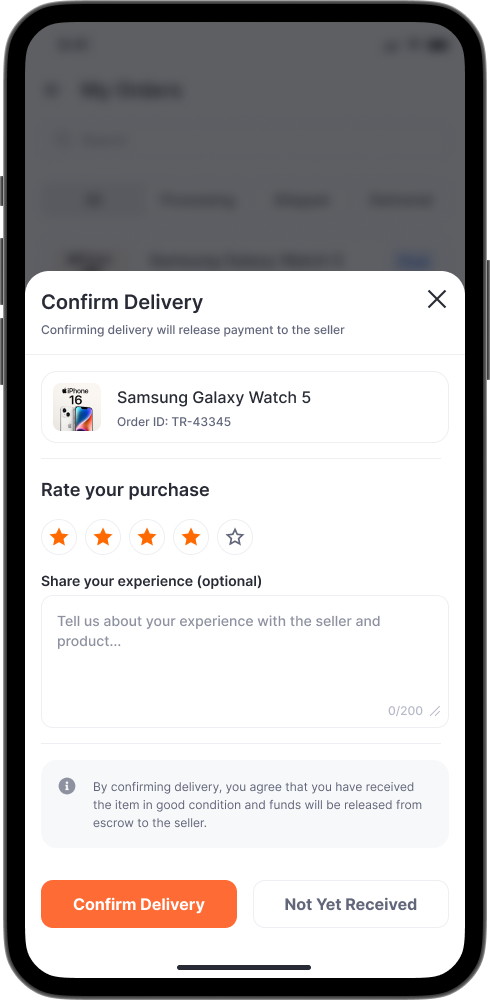 My Orders
Confirm Delivery
Confirming delivery will release payment to the seller
iPhone
16
Samsung Galaxy Watch 5
Order ID: TR-43345
Rate your purchase
Share your experience (optional)
Tell us about your experience with the seller and
product...
0/200
By confirming delivery, you agree that you have received
the item in good condition and funds will be released from
escrow to the seller.
Confirm Delivery
Not Yet Received